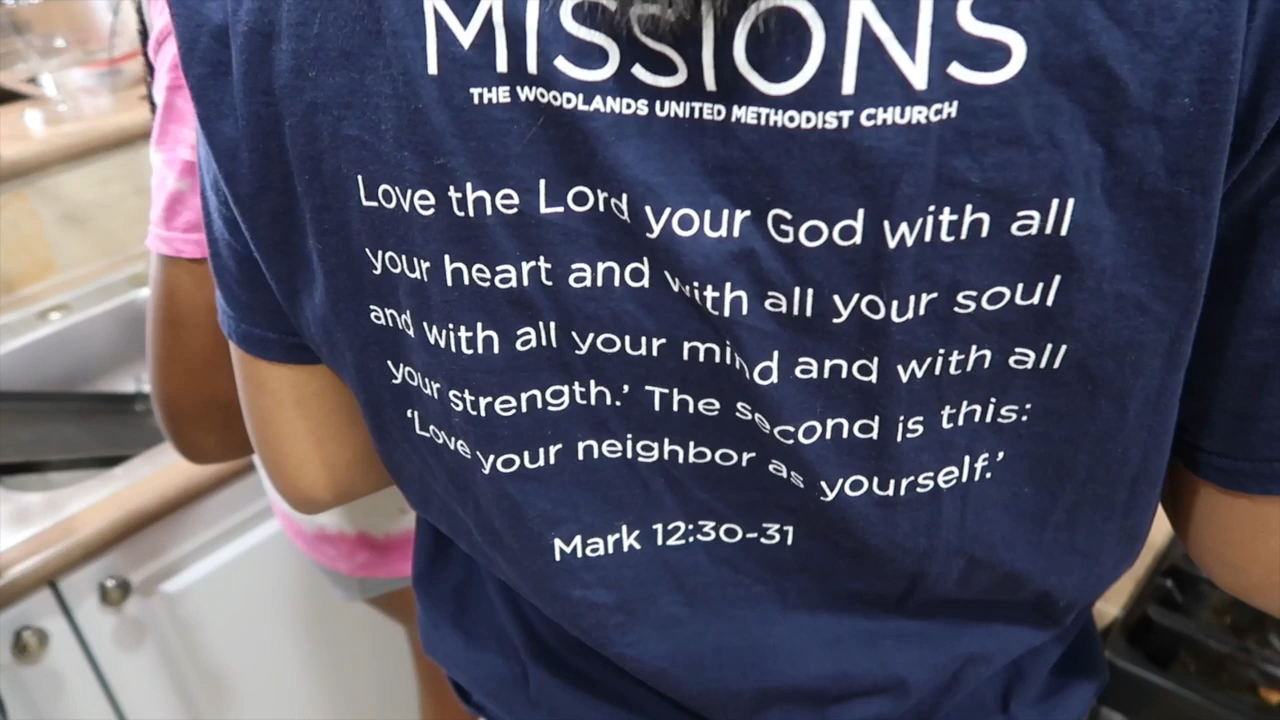 MISSIONS
THE WOODLANDS UNITED METHODIST CHURCH
Love the Lord your God with all
your heart and with all your soul
and with all your mind and with all
your strength.’ The second is this:
‘Love your neighbor as yourself.’
Mark 12:30-31